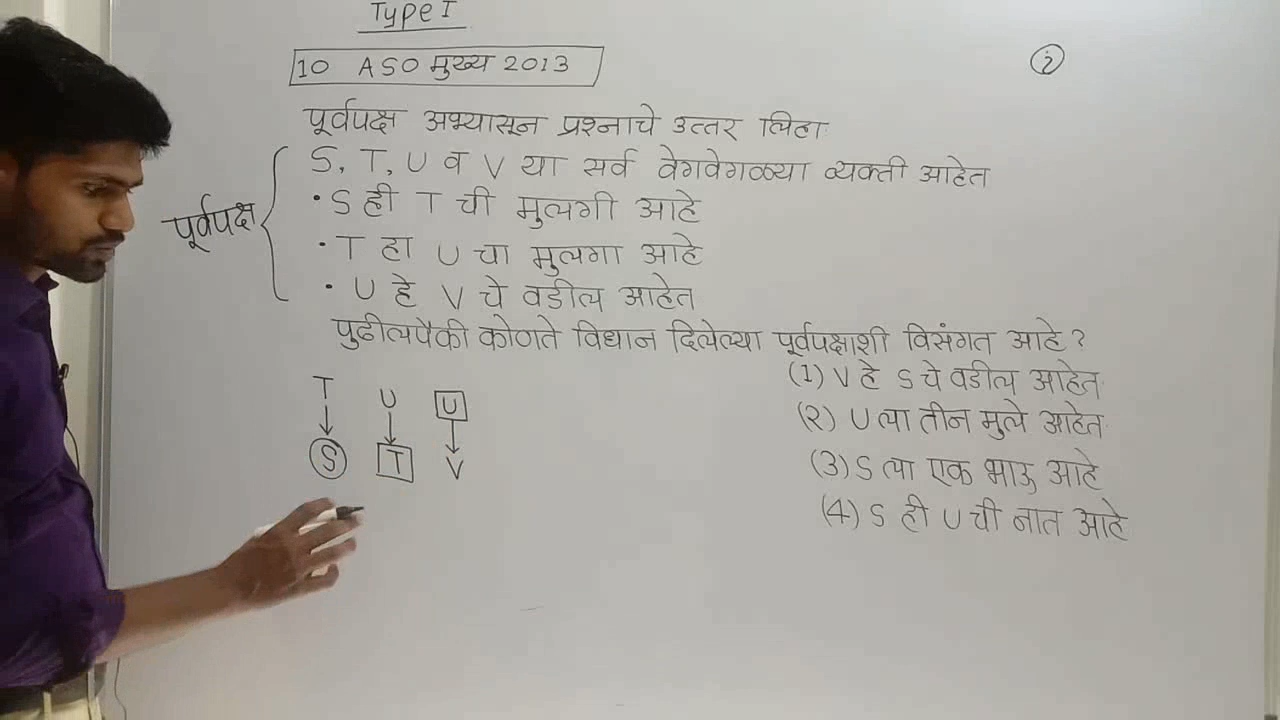 Type I
10 ASO मुख्य 2013
2
पूर्वपक्ष अभ्यासून प्रश्नाचे उत्तर लिहा
S, T, U व V या सर्व वेगवेगळ्या व्यक्ती आहेत
पूर्वपक्ष
• S ही T ची मुलगी आहे
• T हा U चा मुलगा आहे
• U हे V चे वडील आहेत
पुढीलपैकी कोणते विधान दिलेल्या पूर्वपक्षाशी विसंगत आहे?
(1) V हे S चे वडील आहेत
(२) U ला तीन मुले आहेत
(3) S ला एक भाऊ आहे
(4) S ही U ची नात आहे
T U U
S T V